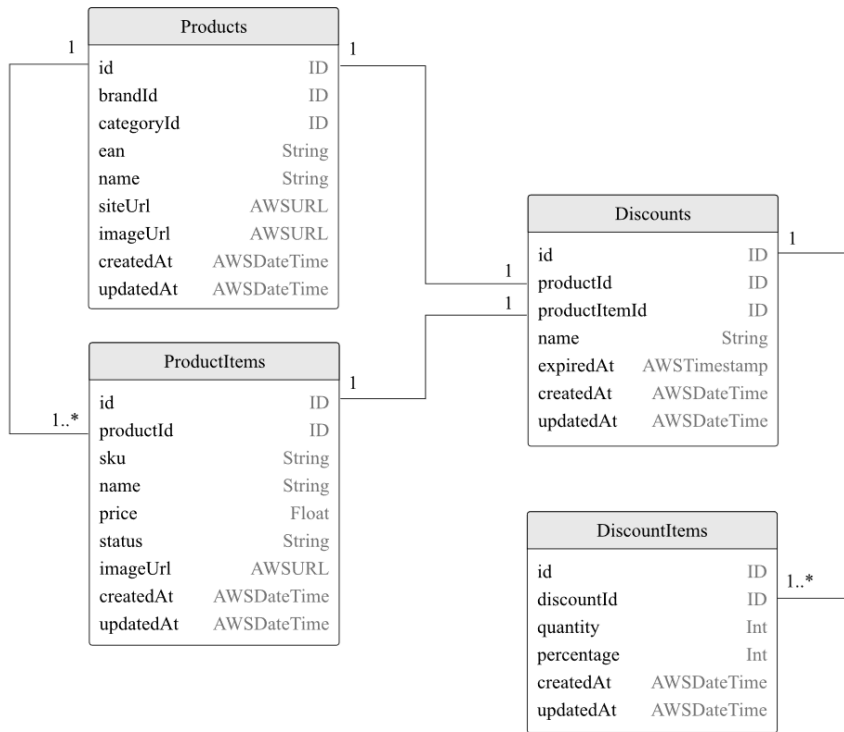 Products
1
1
id ID
brandId ID
categoryId ID
ean String
name String
siteUrl AWSURL
imageUrl AWSURL
createdAt AWSDateTime
updatedAt AWSDateTime
Discounts
1
id ID
1
productId ID
1
productItemId ID
name String
expiredAt AWSTimestamp
createdAt AWSDateTime
updatedAt AWSDateTime
ProductItems
1
id ID
1..*
productId ID
sku String
name String
price Float
status String
imageUrl AWSURL
createdAt AWSDateTime
updatedAt AWSDateTime
DiscountItems
id ID
1..*
discountId ID
quantity Int
percentage Int
createdAt AWSDateTime
updatedAt AWSDateTime